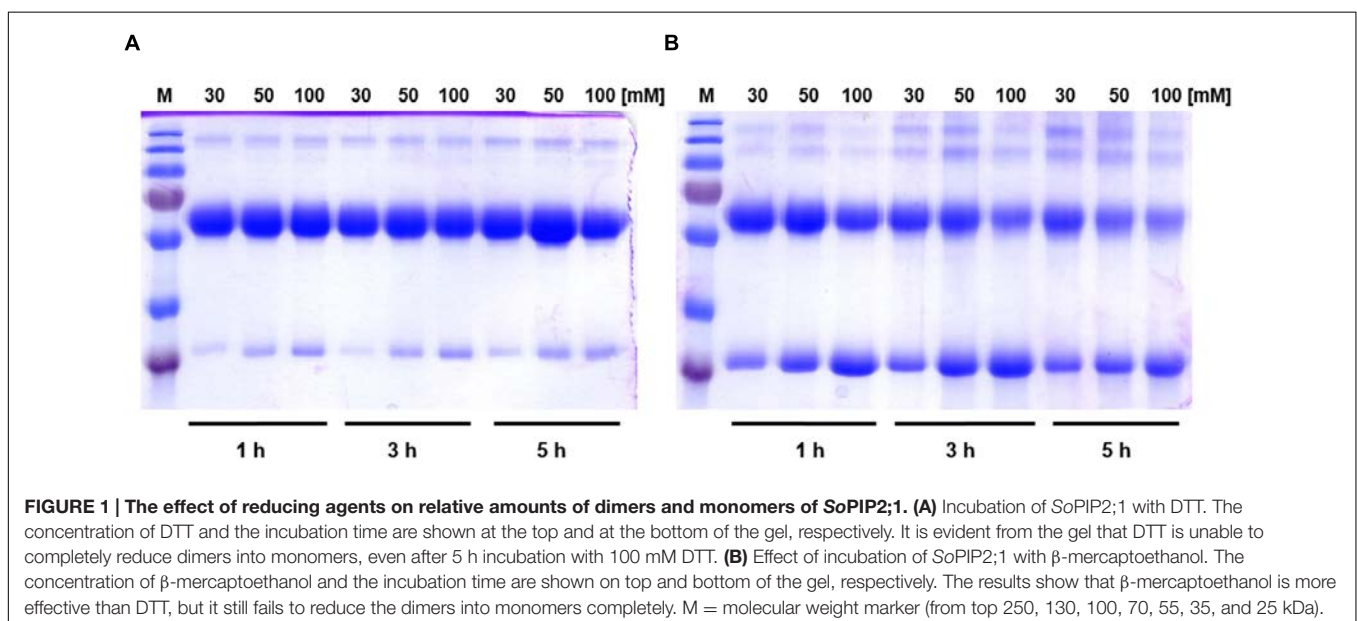 A B
M 30 50 100 30 50 100 30 50 100 [mM] M 30 50 100 30 50 100 30 50 100 [mM]
1 h 3 h 5 h 1 h 3 h 5 h
FIGURE 1 | The effect of reducing agents on relative amounts of dimers and monomers of SoPIP2;1. (A) Incubation of SoPIP2;1 with DTT. The
concentration of DTT and the incubation time are shown at the top and at the bottom of the gel, respectively. It is evident from the gel that DTT is unable to
completely reduce dimers into monomers, even after 5 h incubation with 100 mM DTT. (B) Effect of incubation of SoPIP2;1 with β-mercaptoethanol. The
concentration of β-mercaptoethanol and the incubation time are shown on top and bottom of the gel, respectively. The results show that β-mercaptoethanol is more
effective than DTT, but it still fails to reduce the dimers into monomers completely. M = molecular weight marker (from top 250, 130, 100, 70, 55, 35, and 25 kDa).